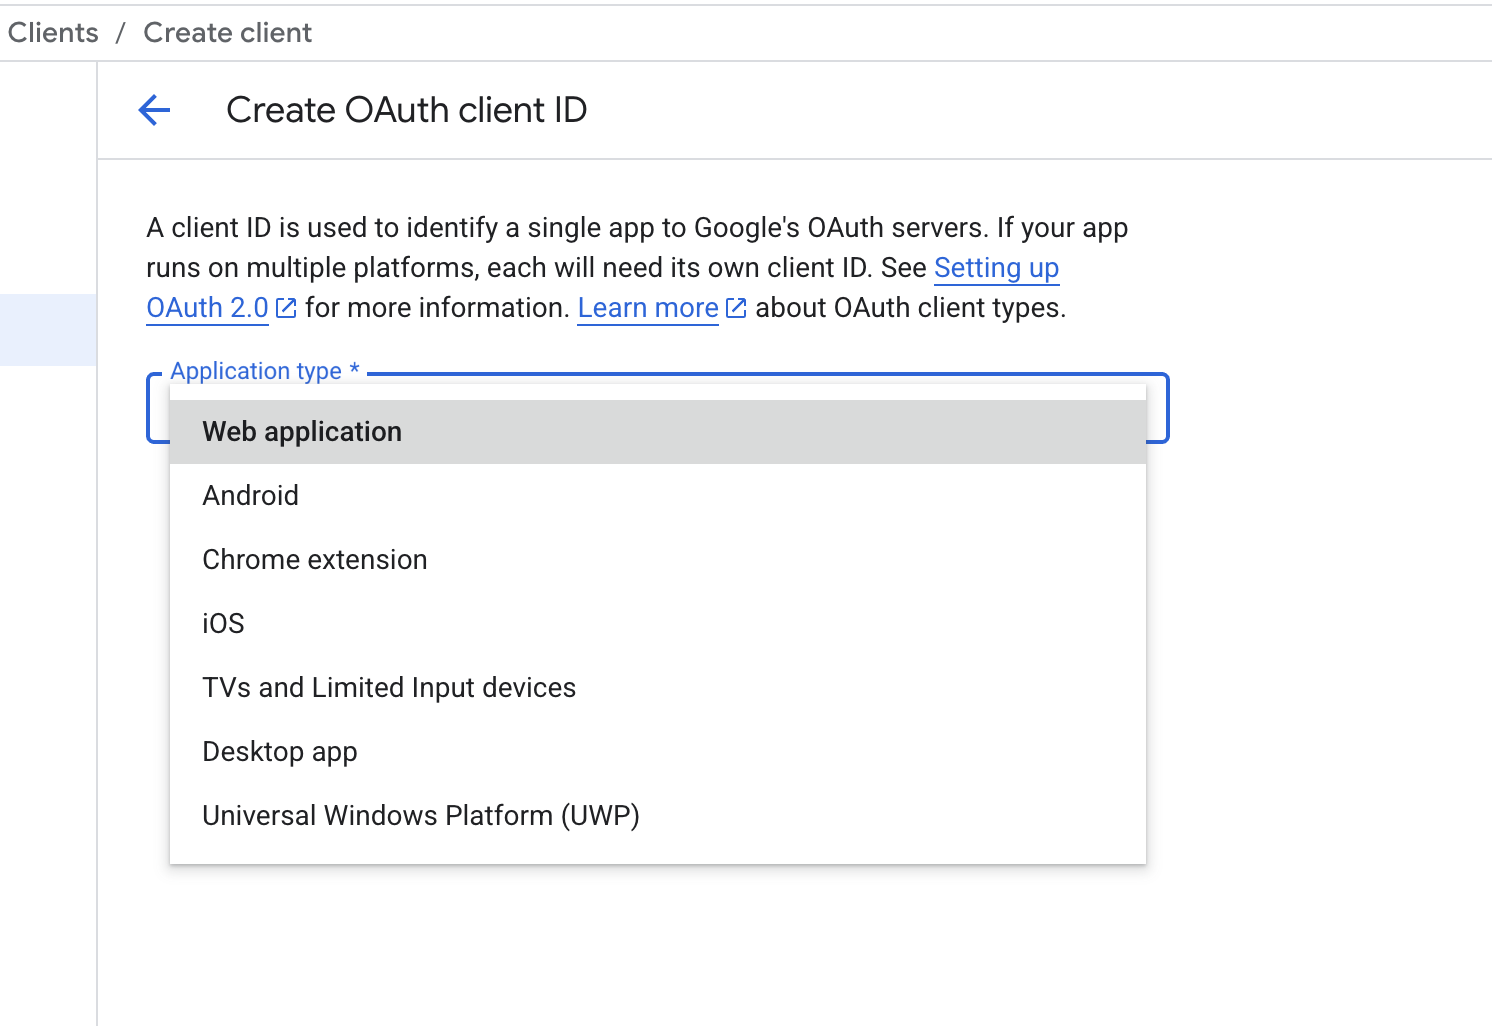 Clients / Create client
Create OAuth client ID
A client ID is used to identify a single app to Google's OAuth servers. If your app
runs on multiple platforms, each will need its own client ID. See Setting up
OAuth 2.0 for more information. Learn more about OAuth client types.
Application type *
Web application
Android
Chrome extension
iOS
TVs and Limited Input devices
Desktop app
Universal Windows Platform (UWP)